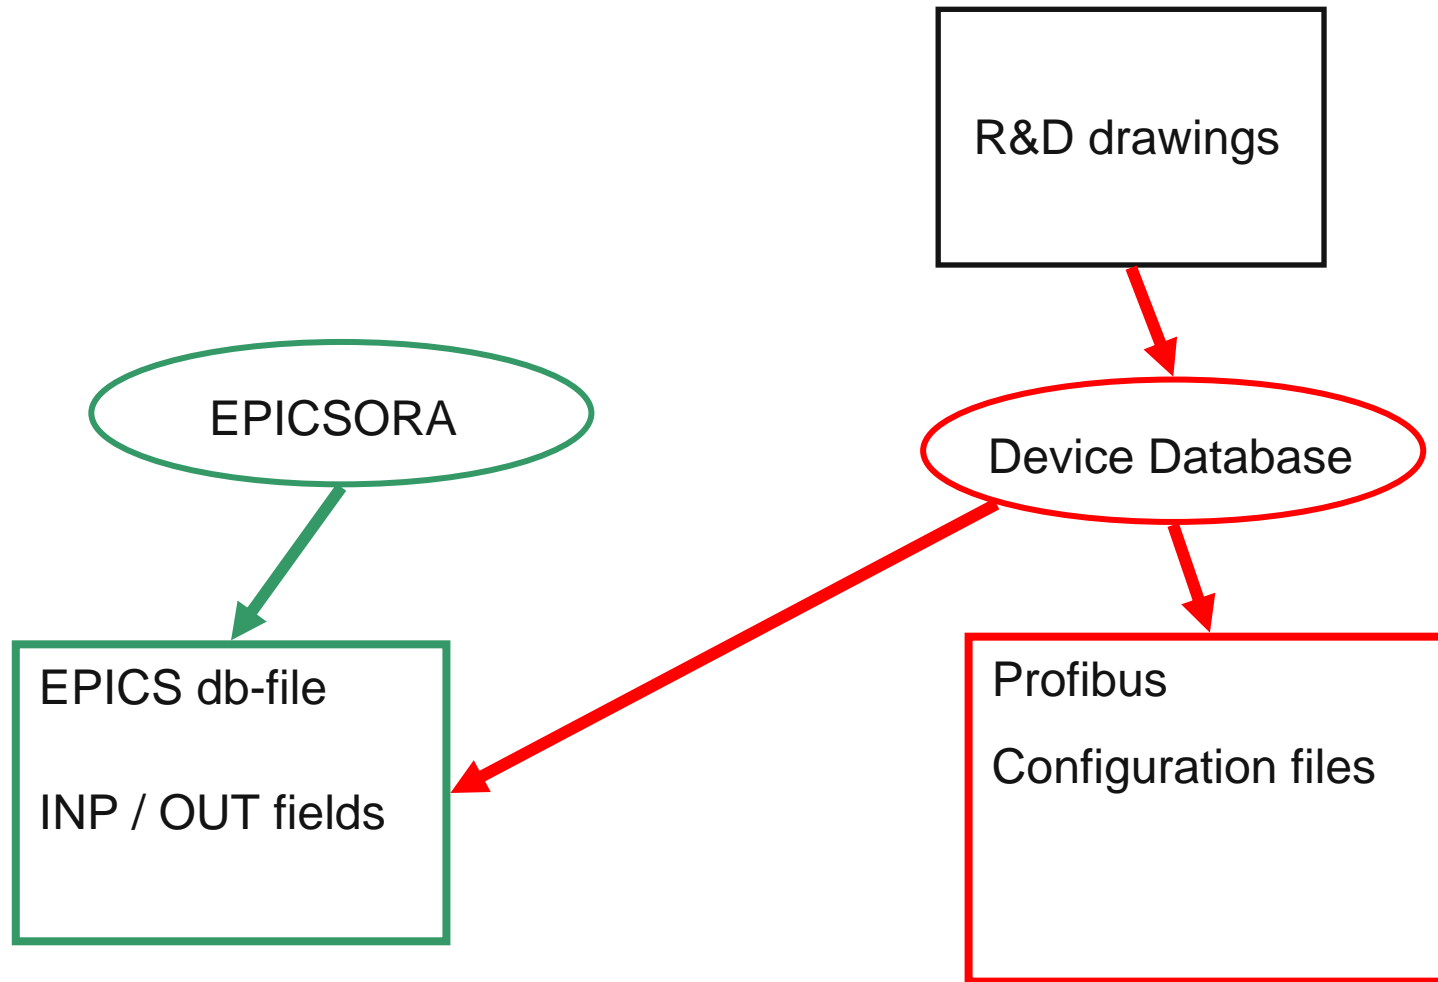 R&D drawings
EPICSORA
Device Database
EPICS db-file
INP / OUT fields
Profibus
Configuration files